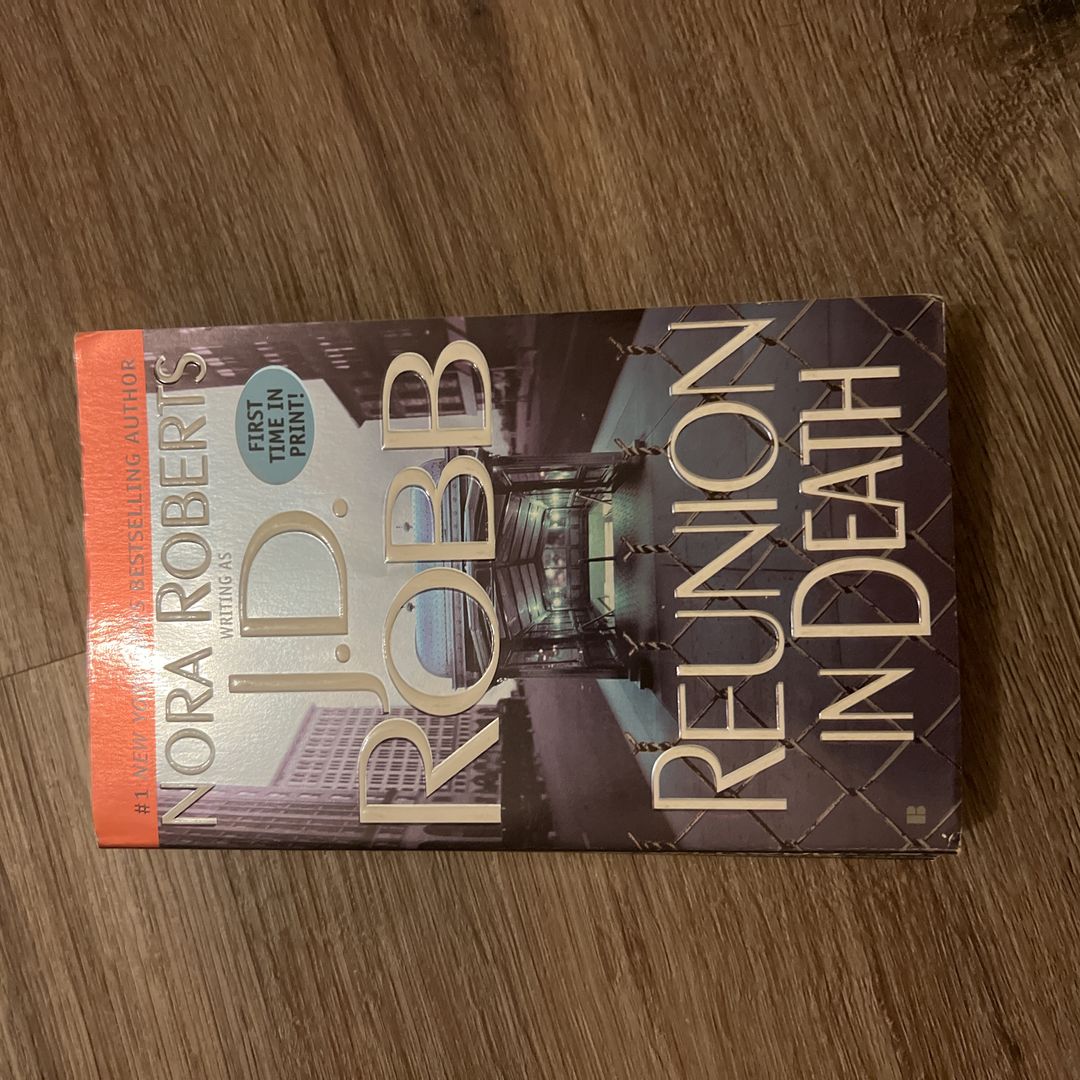 #1 NEW YORK TIMES BESTSELLING AUTHOR
NORA ROBERTS
WRITING AS
J.D.
ROBB
FIRST
TIME IN
PRINT!
REUNION
IN DEATH
B